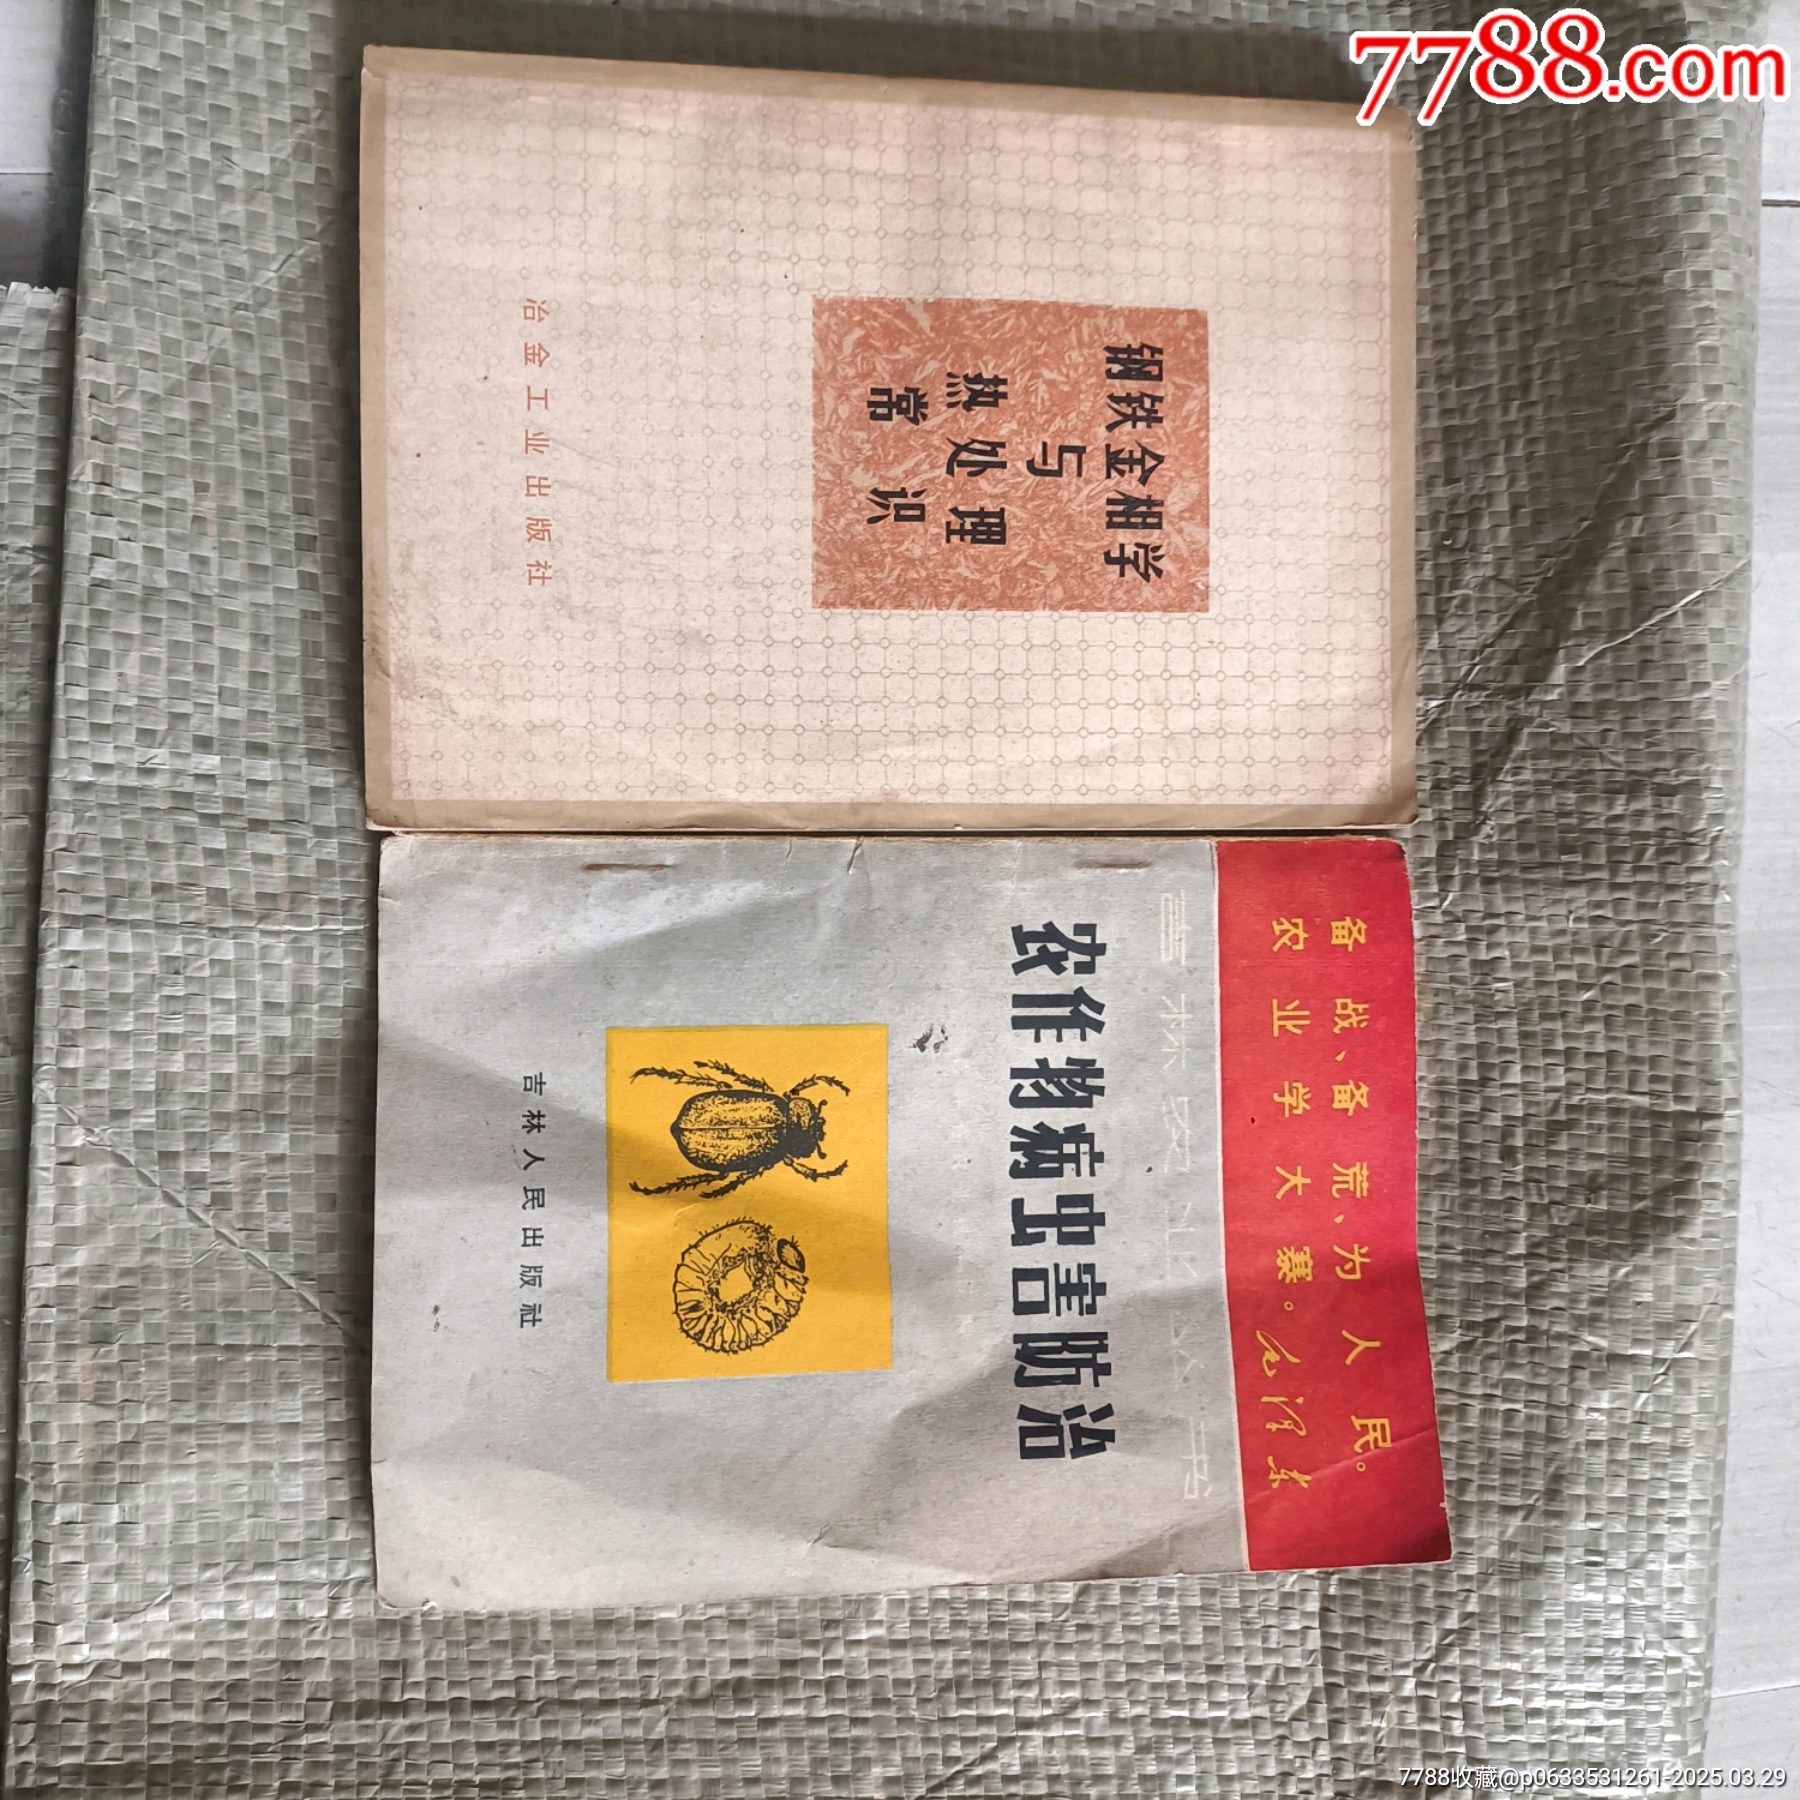 7788.com
钢铁金相学
与
热处理
常识
冶金工业出版社
备战、备荒、为人民。
农业学大寨。
毛泽东
农作物病虫害防治
吉林人民出版社
7788收藏@p0633531261-2025.03.29